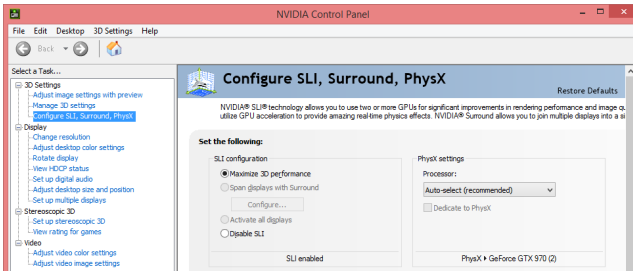 NVIDIA Control Panel
File Edit Desktop 3D Settings Help
Back
Select a Task...
3D Settings
Adjust image settings with preview
Manage 3D settings
Configure SLI, Surround, PhysX
Display
Change resolution
Adjust desktop color settings
Rotate display
View HDCP status
Set up digital audio
Adjust desktop size and position
Set up multiple displays
Stereoscopic 3D
Set up stereoscopic 3D
View rating for games
Video
Adjust video color settings
Adjust video image settings
Configure SLI, Surround, PhysX
Restore Defaults
NVIDIA® SLI® technology allows you to use two or more GPUs for significant improvements in rendering performance and image qu
utilize GPU acceleration to provide amazing real-time physics effects. NVIDIA® Surround allows you to join multiple displays into a si
Set the following:
SLI configuration
Maximize 3D performance
Span displays with Surround
Configure...
Activate all displays
Disable SLI
SLI enabled
PhysX settings
Processor:
Auto-select (recommended)
Dedicate to PhysX
PhysX ▸ GeForce GTX 970 (2)